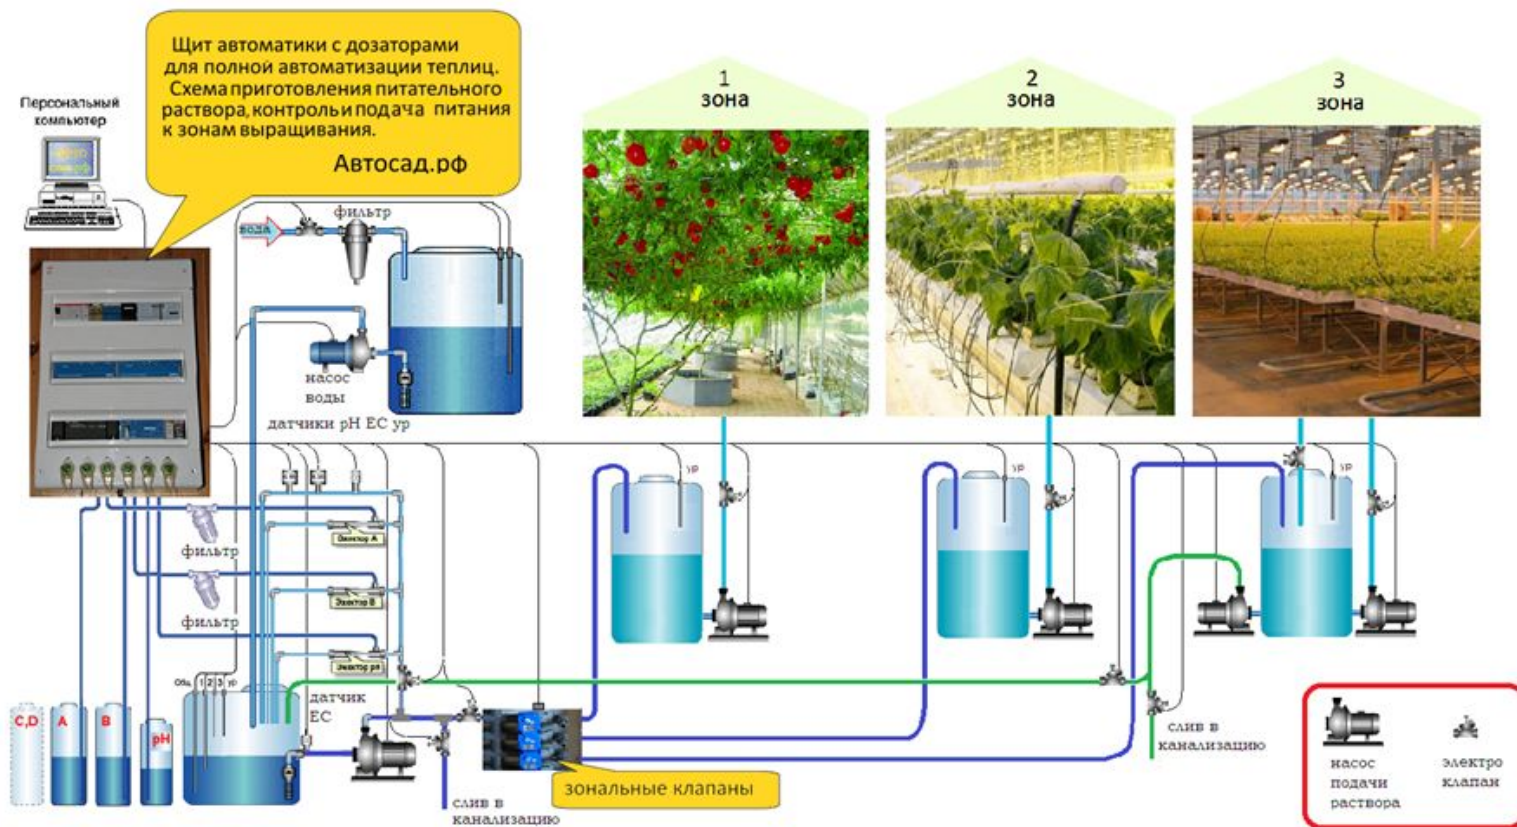 Щит автоматики с дозаторами
для полной автоматизации теплиц.
Схема приготовления питательного
раствора, контроль и подача питания
к зонам выращивания.
Автосад.рф
Персональный
компьютер
1
зона
2
зона
3
зона
вода
фильтр
насос
воды
датчики pH EC ур
фильтр
фильтр
Эжектор A
Эжектор B
Эжектор pH
ур
ур
ур
Общ 1 2 3 ур
датчик
EC
C,D
A
B
pH
слив в
канализацию
зональные клапаны
слив в
канализацию
насос
подачи
раствора
электро
клапан